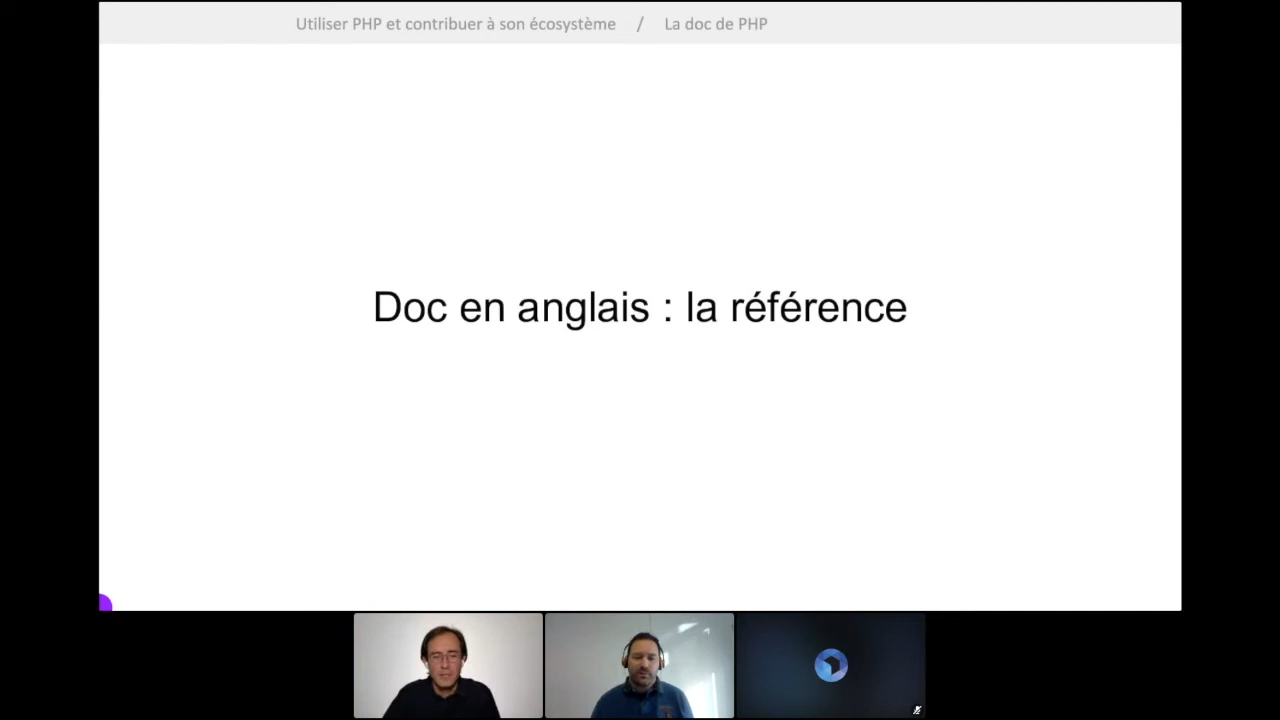 Utiliser PHP et contribuer à son écosystème / La doc de PHP
Doc en anglais : la référence